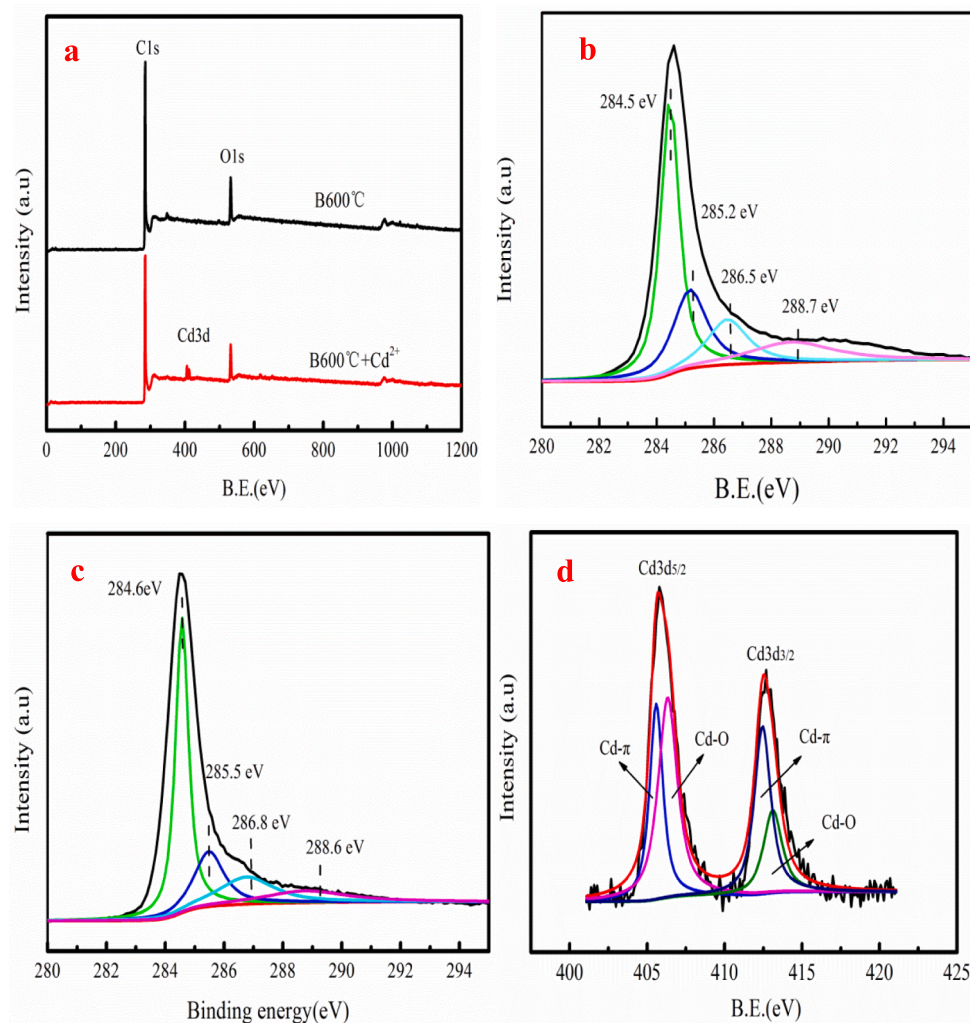 a
C1s
O1s
B600℃
Cd3d
B600℃+Cd2+
Intensity (a.u)
0 200 400 600 800 1000 1200
B.E.(eV)
b
284.5 eV
285.2 eV
286.5 eV
288.7 eV
Intensity (a.u)
280 282 284 286 288 290 292 294
B.E.(eV)
c
284.6eV
285.5 eV
286.8 eV
288.6 eV
Intensity (a.u)
280 282 284 286 288 290 292 294
Binding energy(eV)
d
Cd3d5/2
Cd3d3/2
Cd-π
Cd-O
Cd-π
Cd-O
Intensity (a.u)
400 405 410 415 420 425
B.E.(eV)